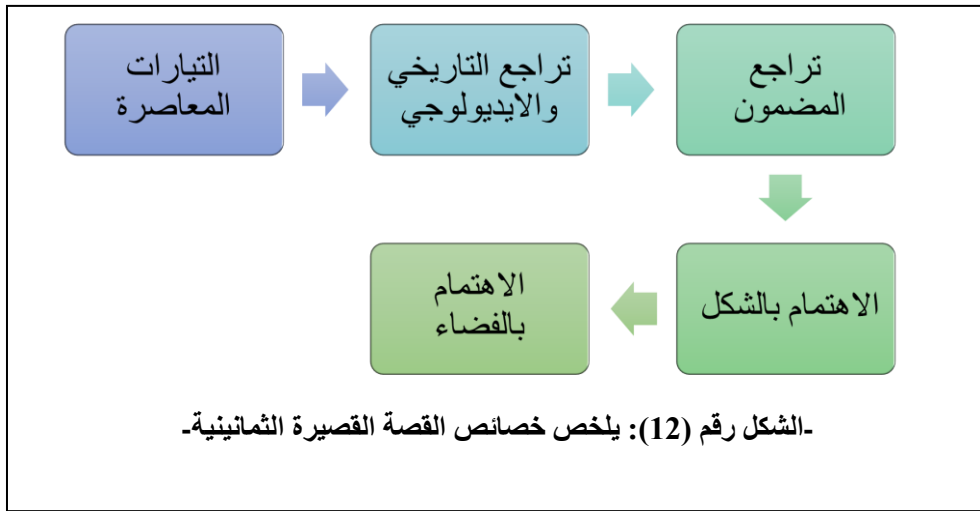 التيارات
المعاصرة
تراجع التاريخي
والايديولوجي
تراجع
المضمون
الاهتمام بالشكل
الاهتمام
بالفضاء
-الشكل رقم (12): يلخص خصائص القصة القصيرة الثمانينية-